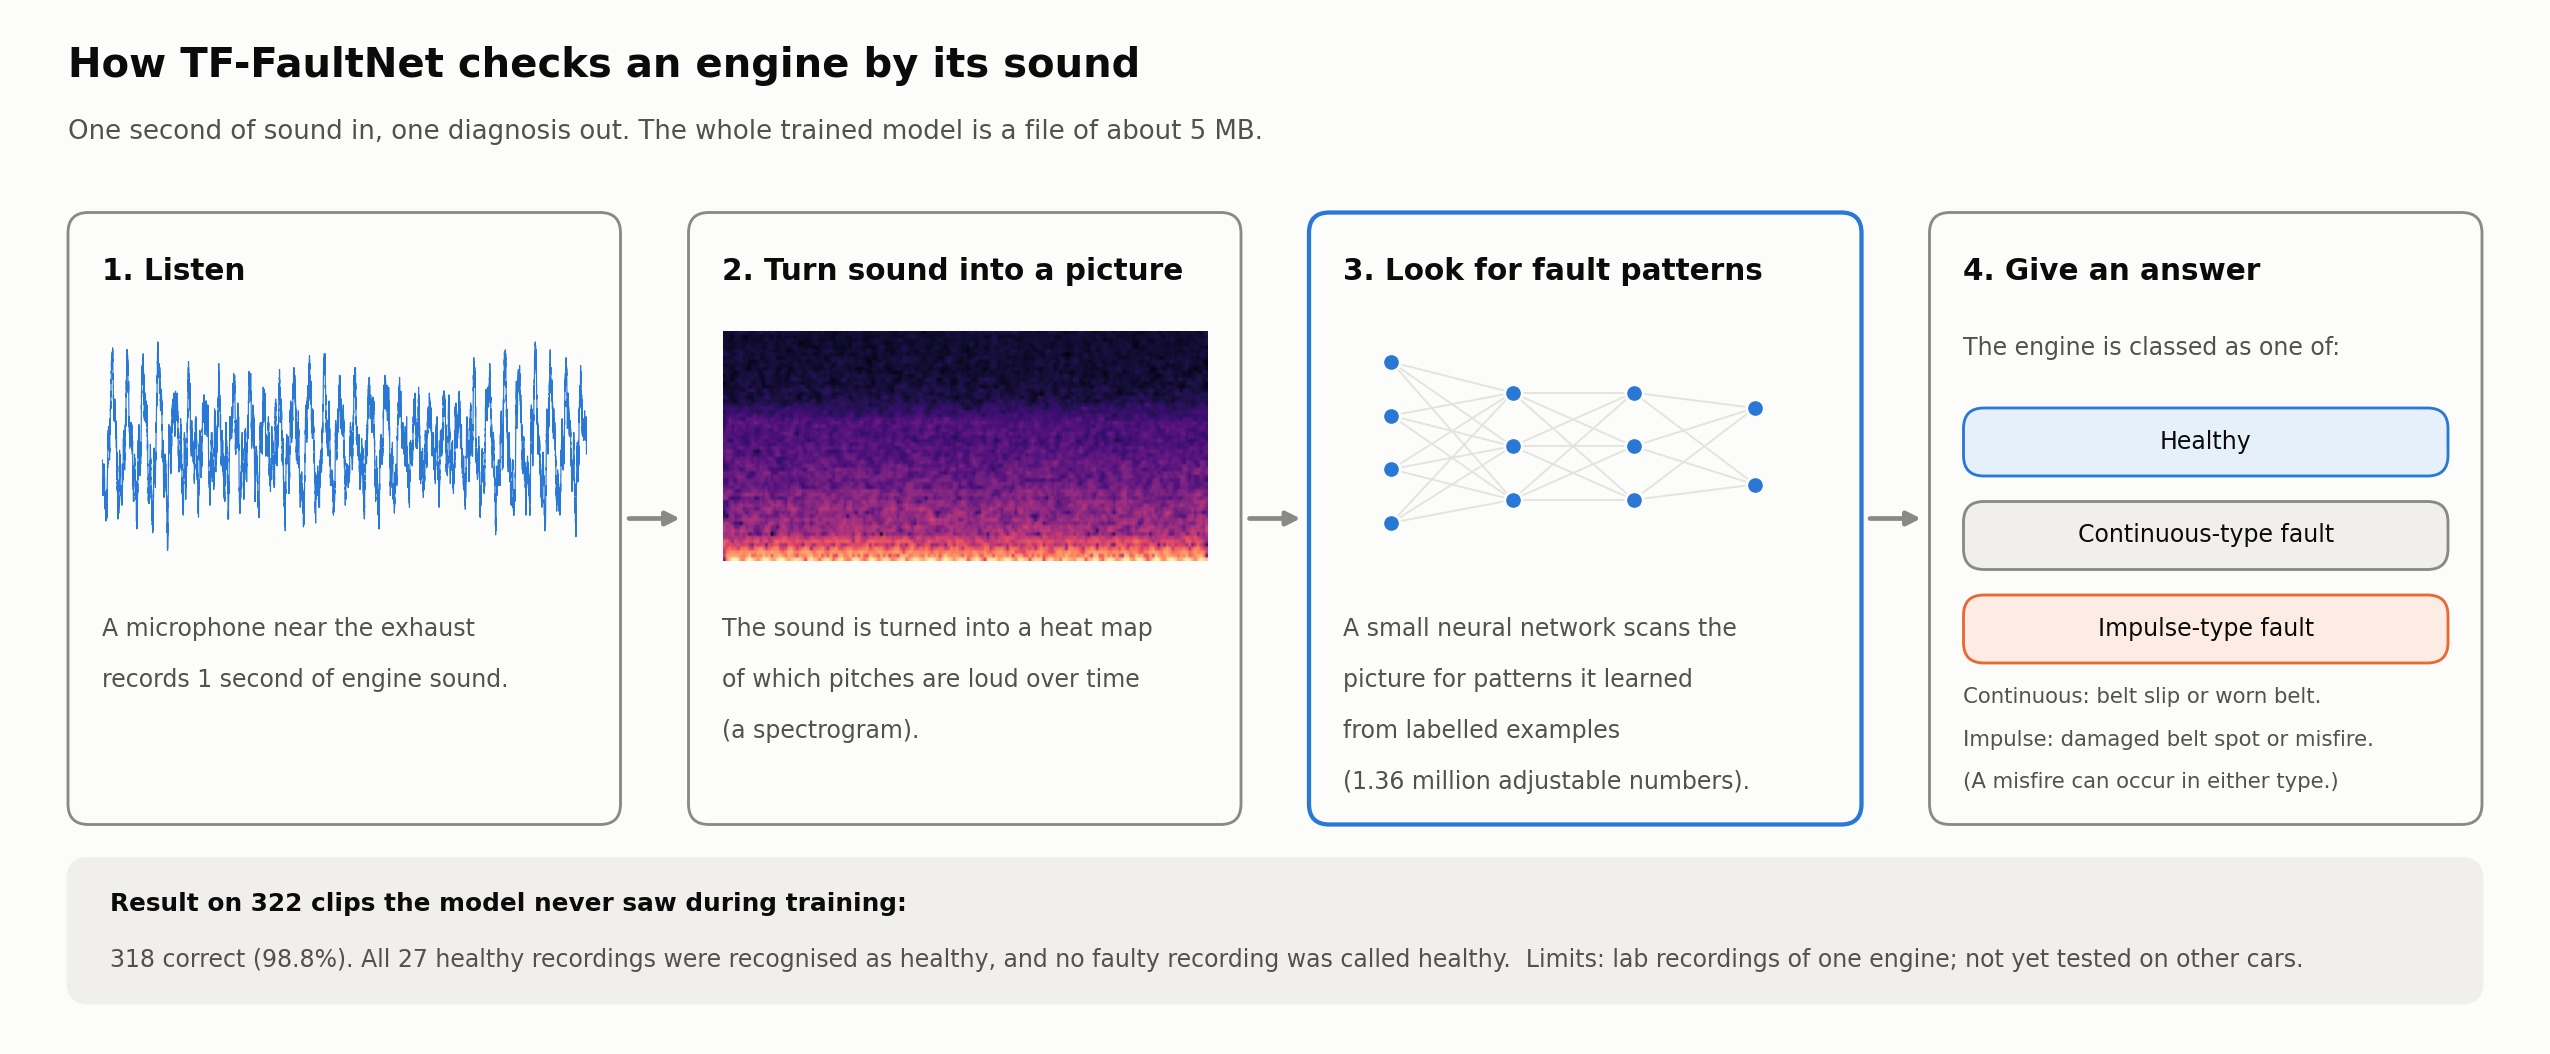 How TF-FaultNet checks an engine by its sound
One second of sound in, one diagnosis out. The whole trained model is a file of about 5 MB.
1. Listen
A microphone near the exhaust
records 1 second of engine sound.
2. Turn sound into a picture
The sound is turned into a heat map
of which pitches are loud over time
(a spectrogram).
3. Look for fault patterns
A small neural network scans the
picture for patterns it learned
from labelled examples
(1.36 million adjustable numbers).
4. Give an answer
The engine is classed as one of:
Healthy
Continuous-type fault
Impulse-type fault
Continuous: belt slip or worn belt.
Impulse: damaged belt spot or misfire.
(A misfire can occur in either type.)
Result on 322 clips the model never saw during training:
318 correct (98.8%). All 27 healthy recordings were recognised as healthy, and no faulty recording was called healthy.  Limits: lab recordings of one engine; not yet tested on other cars.